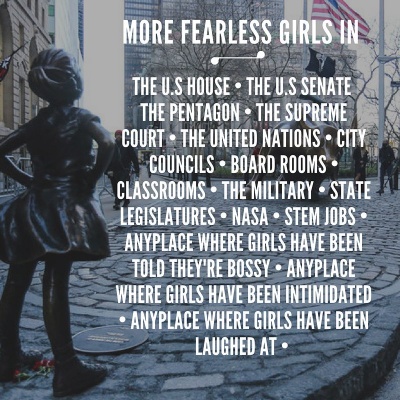 MORE FEARLESS GIRLS IN
THE U.S HOUSE • THE U.S SENATE
THE PENTAGON • THE SUPREME
COURT • THE UNITED NATIONS • CITY
COUNCILS • BOARD ROOMS •
CLASSROOMS • THE MILITARY • STATE
LEGISLATURES • NASA • STEM JOBS •
ANYPLACE WHERE GIRLS HAVE BEEN
TOLD THEY'RE BOSSY • ANYPLACE
WHERE GIRLS HAVE BEEN INTIMIDATED
• ANYPLACE WHERE GIRLS HAVE BEEN
LAUGHED AT •